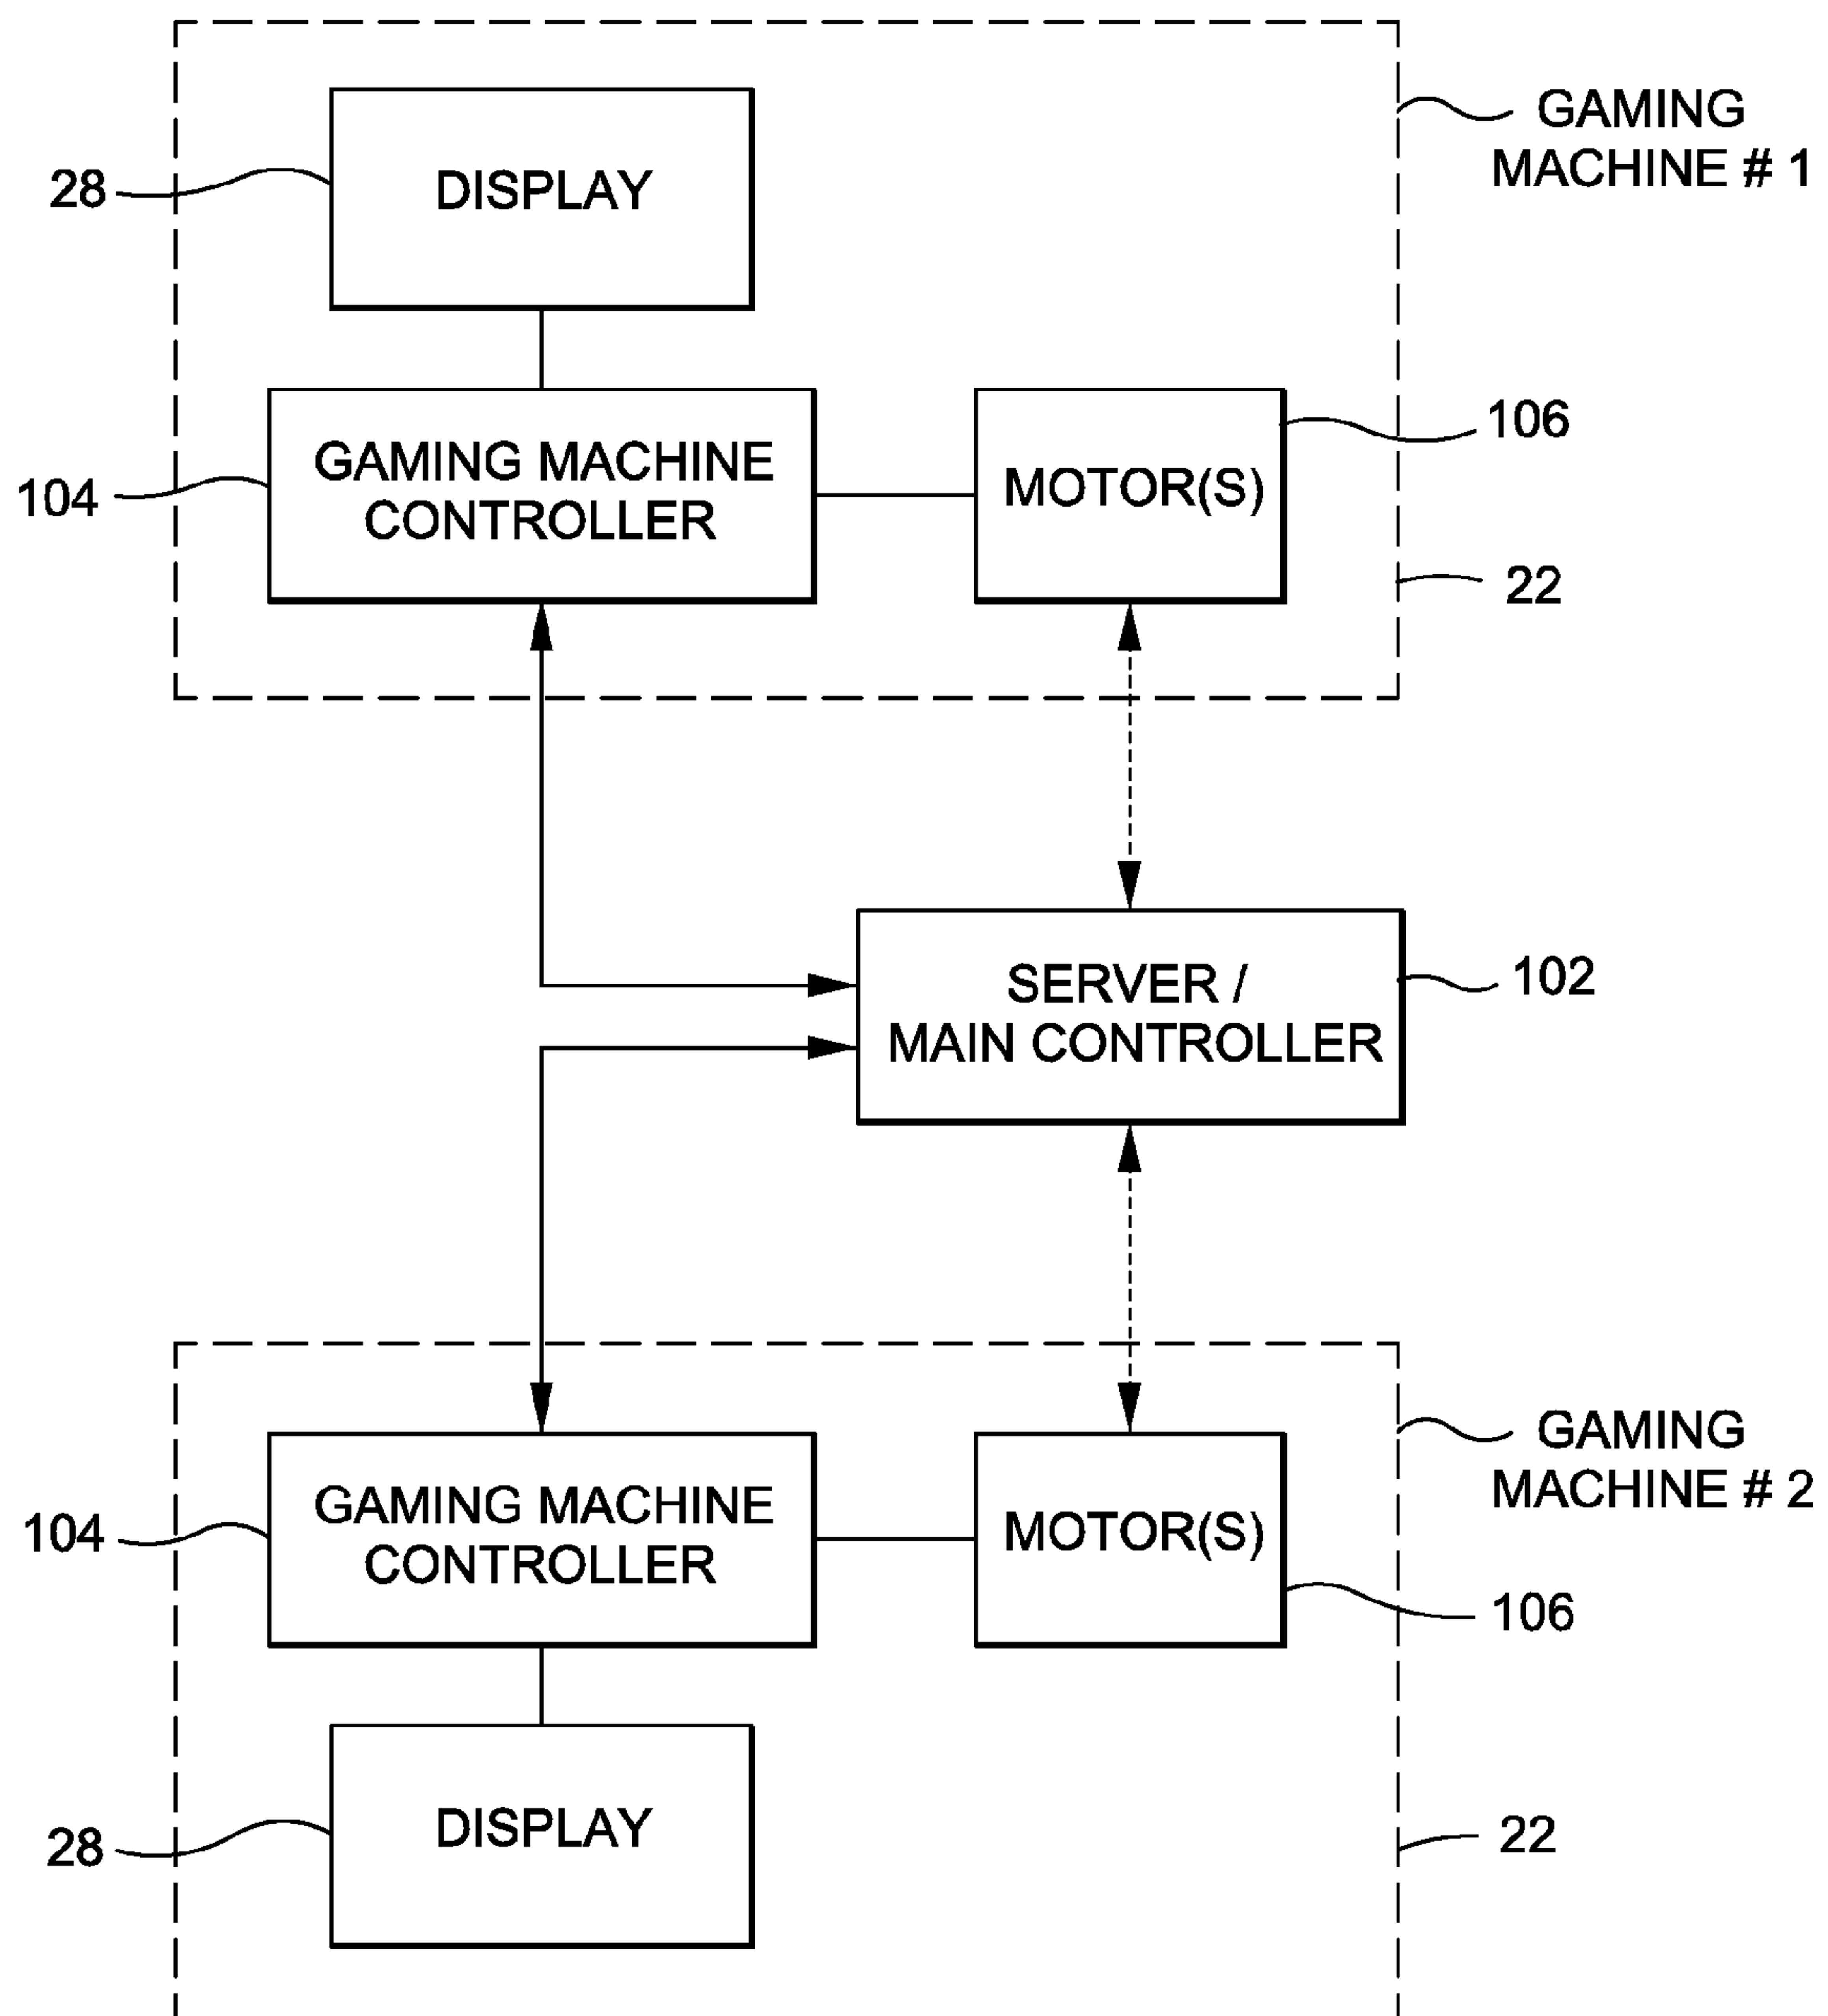 GAMING
MACHINE # 1
28
DISPLAY
106
104
GAMING MACHINE
CONTROLLER
MOTOR(S)
22
SERVER /
MAIN CONTROLLER
102
GAMING
MACHINE # 2
104
GAMING MACHINE
CONTROLLER
MOTOR(S)
106
28
DISPLAY
22